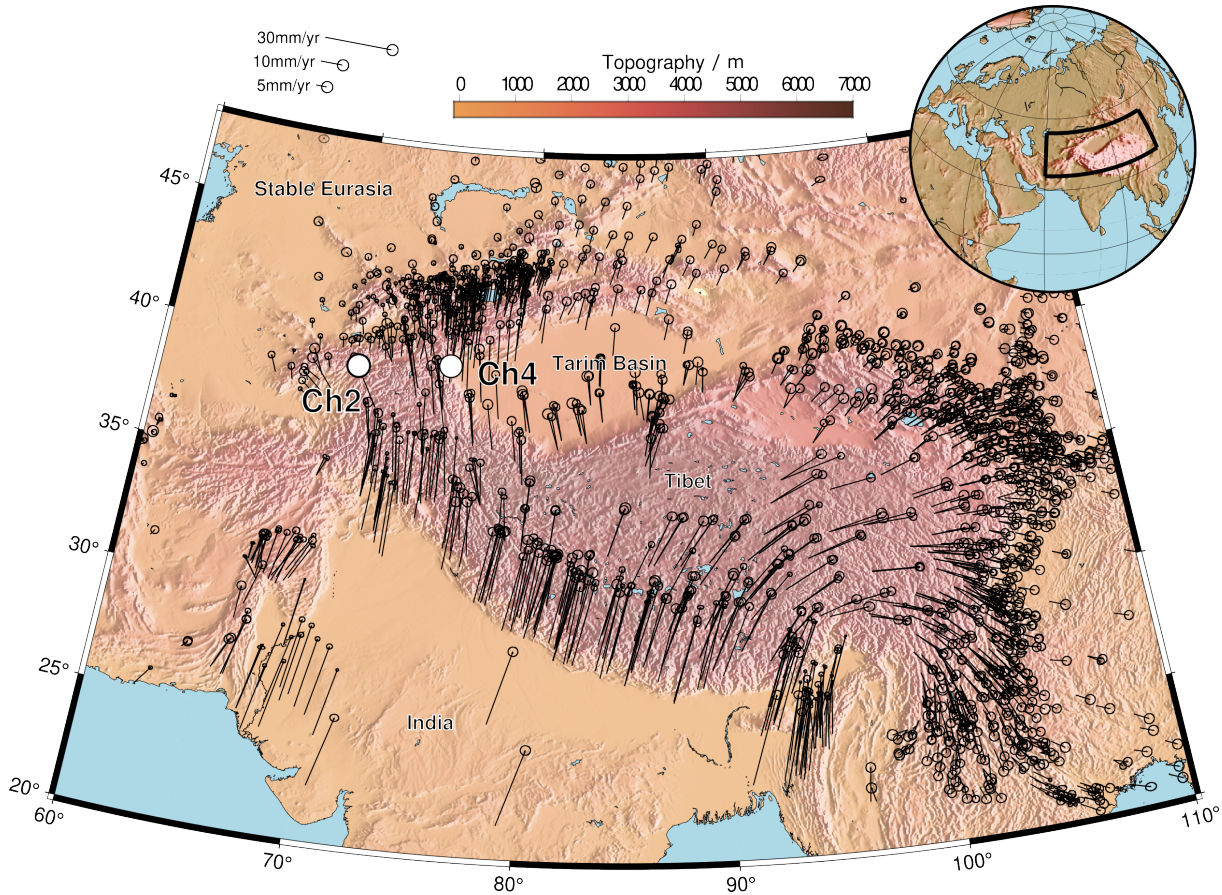 30mm/yr
10mm/yr
5mm/yr
Topography / m
0 1000 2000 3000 4000 5000 6000 7000
Stable Eurasia
45°
40°
Tarim Basin
Ch4
Ch2
35°
Tibet
30°
25°
India
20°
60°
70°
80°
90°
100°
110°